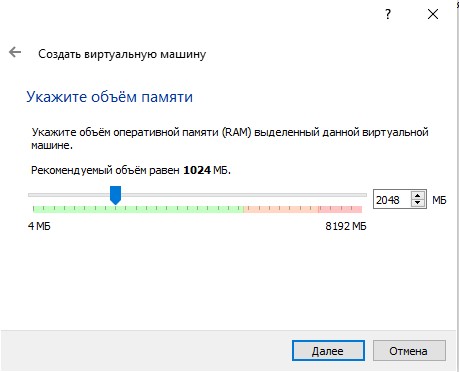 ?
Создать виртуальную машину
Укажите объём памяти
Укажите объём оперативной памяти (RAM) выделенный данной виртуальной
машине.
Рекомендуемый объём равен 1024 МБ.
2048 МБ
4 МБ 8192 МБ
Далее Отмена